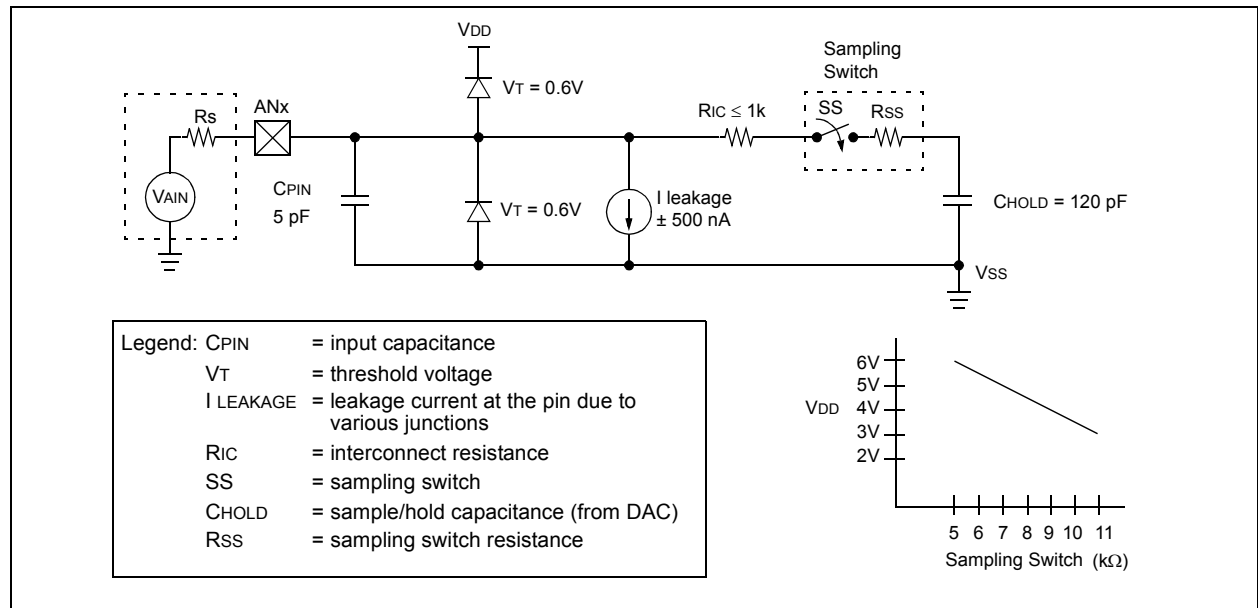 VDD
Sampling
Switch
VT = 0.6V
ANx
RS
RIC ≤ 1k
SS
RSS
VAIN
CPIN
5 pF
VT = 0.6V
I leakage
± 500 nA
CHOLD = 120 pF
VSS
Legend: CPIN = input capacitance
VT = threshold voltage
I LEAKAGE = leakage current at the pin due to
various junctions
RIC = interconnect resistance
SS = sampling switch
CHOLD = sample/hold capacitance (from DAC)
RSS = sampling switch resistance
6V
5V
VDD 4V
3V
2V
5 6 7 8 9 10 11
Sampling Switch (kΩ)